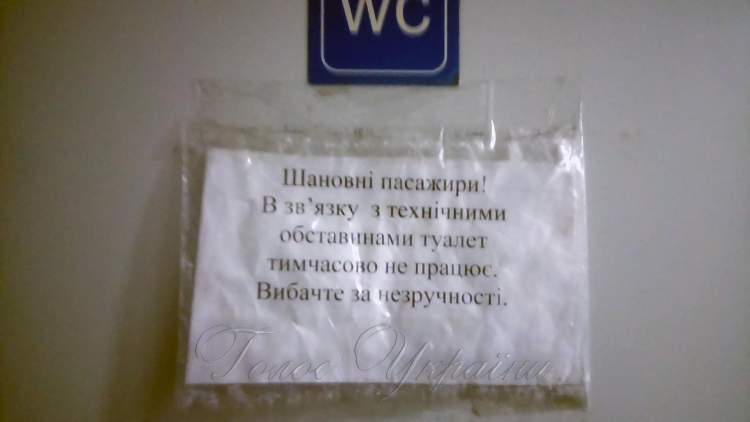 WC
Шановні пасажири!
В зв’язку з технічними
обставинами туалет
тимчасово не працює.
Вибачте за незручності.
Голос України